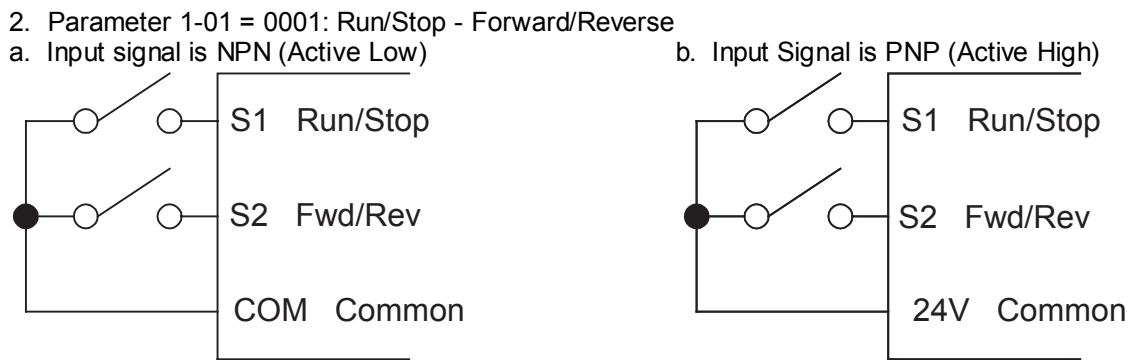 2. Parameter 1-01 = 0001: Run/Stop - Forward/Reverse
a. Input signal is NPN (Active Low)
b. Input Signal is PNP (Active High)
S1 Run/Stop
S2 Fwd/Rev
COM Common
S1 Run/Stop
S2 Fwd/Rev
24V Common